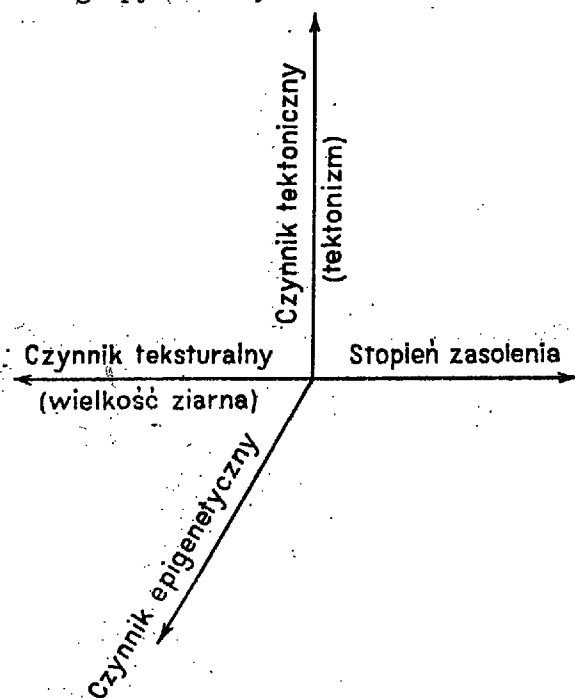 Czynnik tektoniczny
(tektonizm)
Czynnik teksturalny
(wielkość ziarna)
Stopień zasolenia
Czynnik epigenetyczny